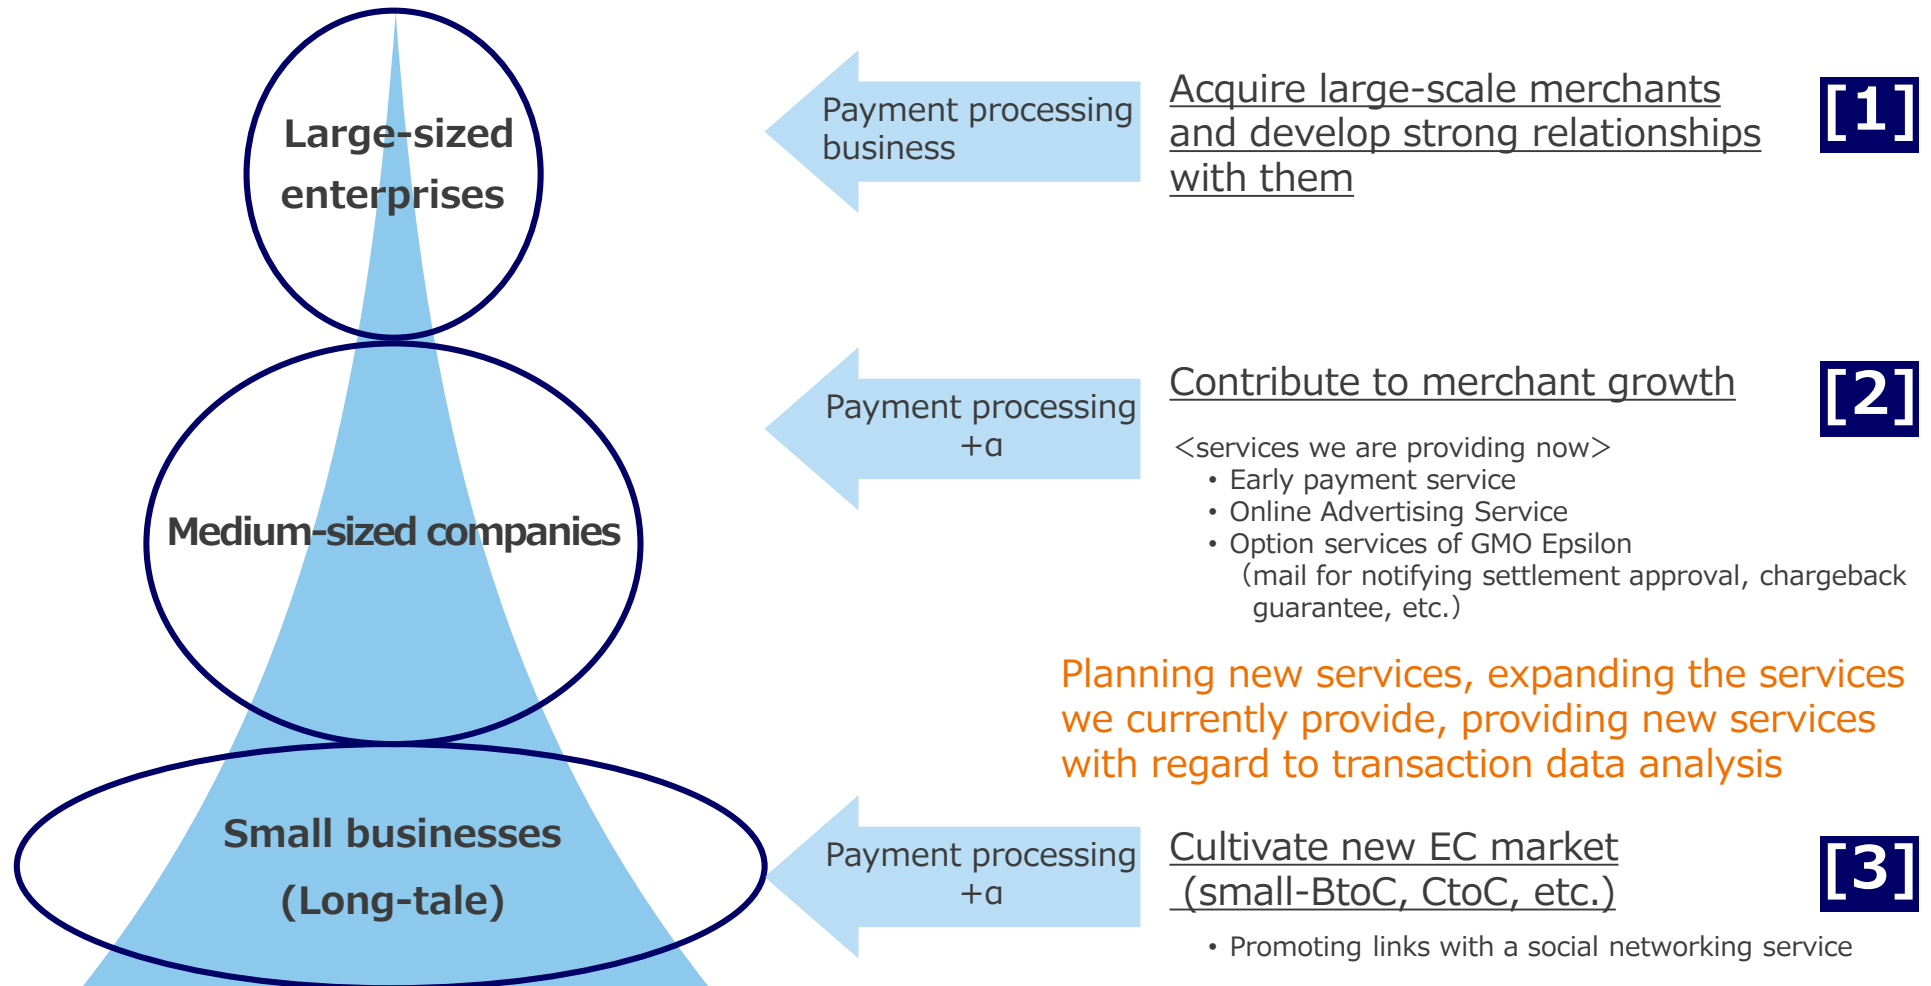 Large-sized
enterprises
Payment processing
business
Acquire large-scale merchants
and develop strong relationships
with them
[1]
Medium-sized companies
Payment processing
+α
Contribute to merchant growth
[2]
<services we are providing now>
・Early payment service
・Online Advertising Service
・Option services of GMO Epsilon
（mail for notifying settlement approval, chargeback
guarantee, etc.）
Planning new services, expanding the services
we currently provide, providing new services
with regard to transaction data analysis
Small businesses
(Long-tale)
Payment processing
+α
Cultivate new EC market
(small-BtoC, CtoC, etc.)
[3]
・Promoting links with a social networking service